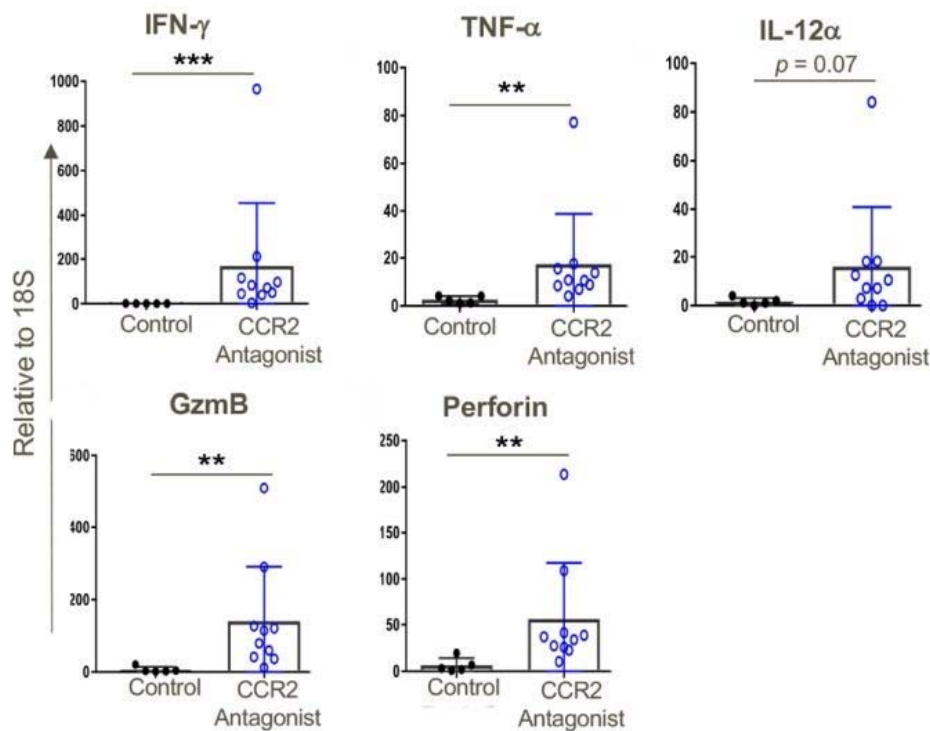 IFN-γ
TNF-α
IL-12α
***
**
p = 0.07
1000
800
600
400
200
0
100
80
60
40
20
0
100
80
60
40
20
0
Control
CCR2
Antagonist
Control
CCR2
Antagonist
Control
CCR2
Antagonist
Relative to 18S
GzmB
Perforin
**
**
600
400
200
0
250
200
150
100
50
0
Control
CCR2
Antagonist
Control
CCR2
Antagonist